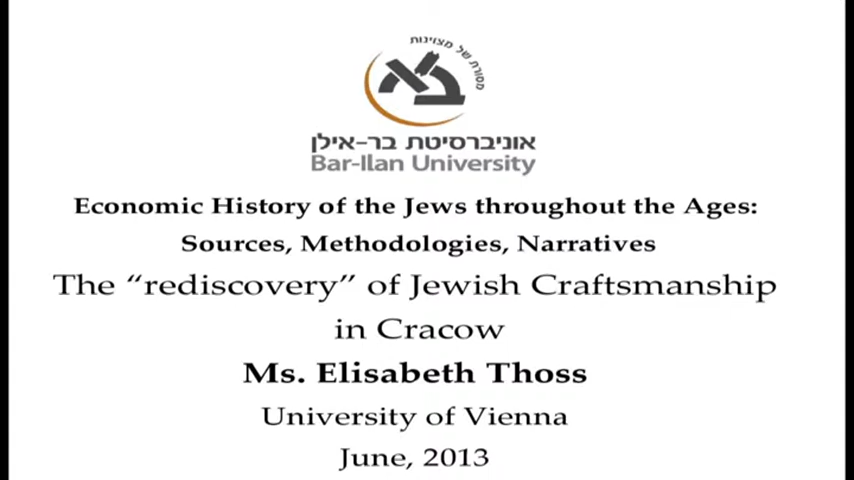 מסורת של מצוינות
אוניברסיטת בר-אילן
Bar-Ilan University
Economic History of the Jews throughout the Ages:
Sources, Methodologies, Narratives
The “rediscovery” of Jewish Craftsmanship
in Cracow
Ms. Elisabeth Thoss
University of Vienna
June, 2013